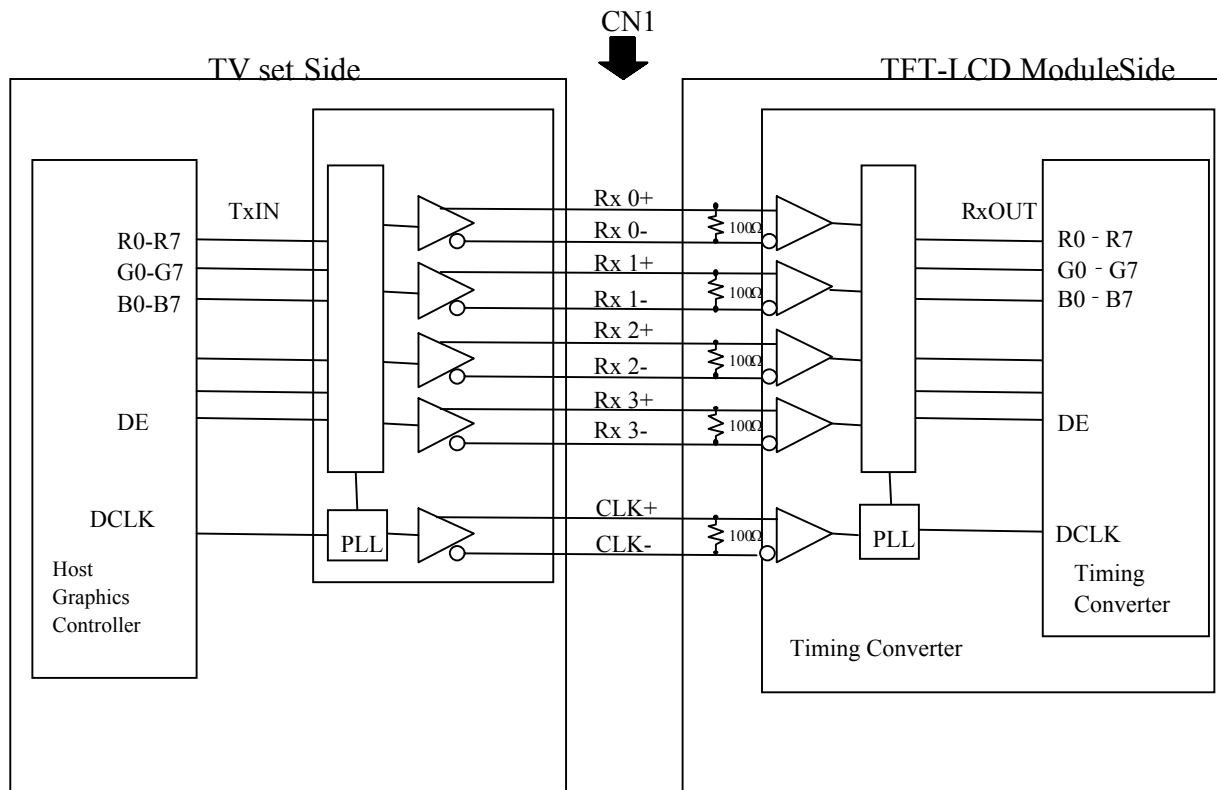 CN1
TV set Side
TFT-LCD ModuleSide
TxIN
R0-R7
G0-G7
B0-B7
DE
DCLK
Host
Graphics
Controller
PLL
Rx 0+
Rx 0-
Rx 1+
Rx 1-
Rx 2+
Rx 2-
Rx 3+
Rx 3-
CLK+
CLK-
100Ω
100Ω
100Ω
100Ω
100Ω
RxOUT
R0 - R7
G0 - G7
B0 - B7
DE
DCLK
PLL
Timing
Converter
Timing Converter